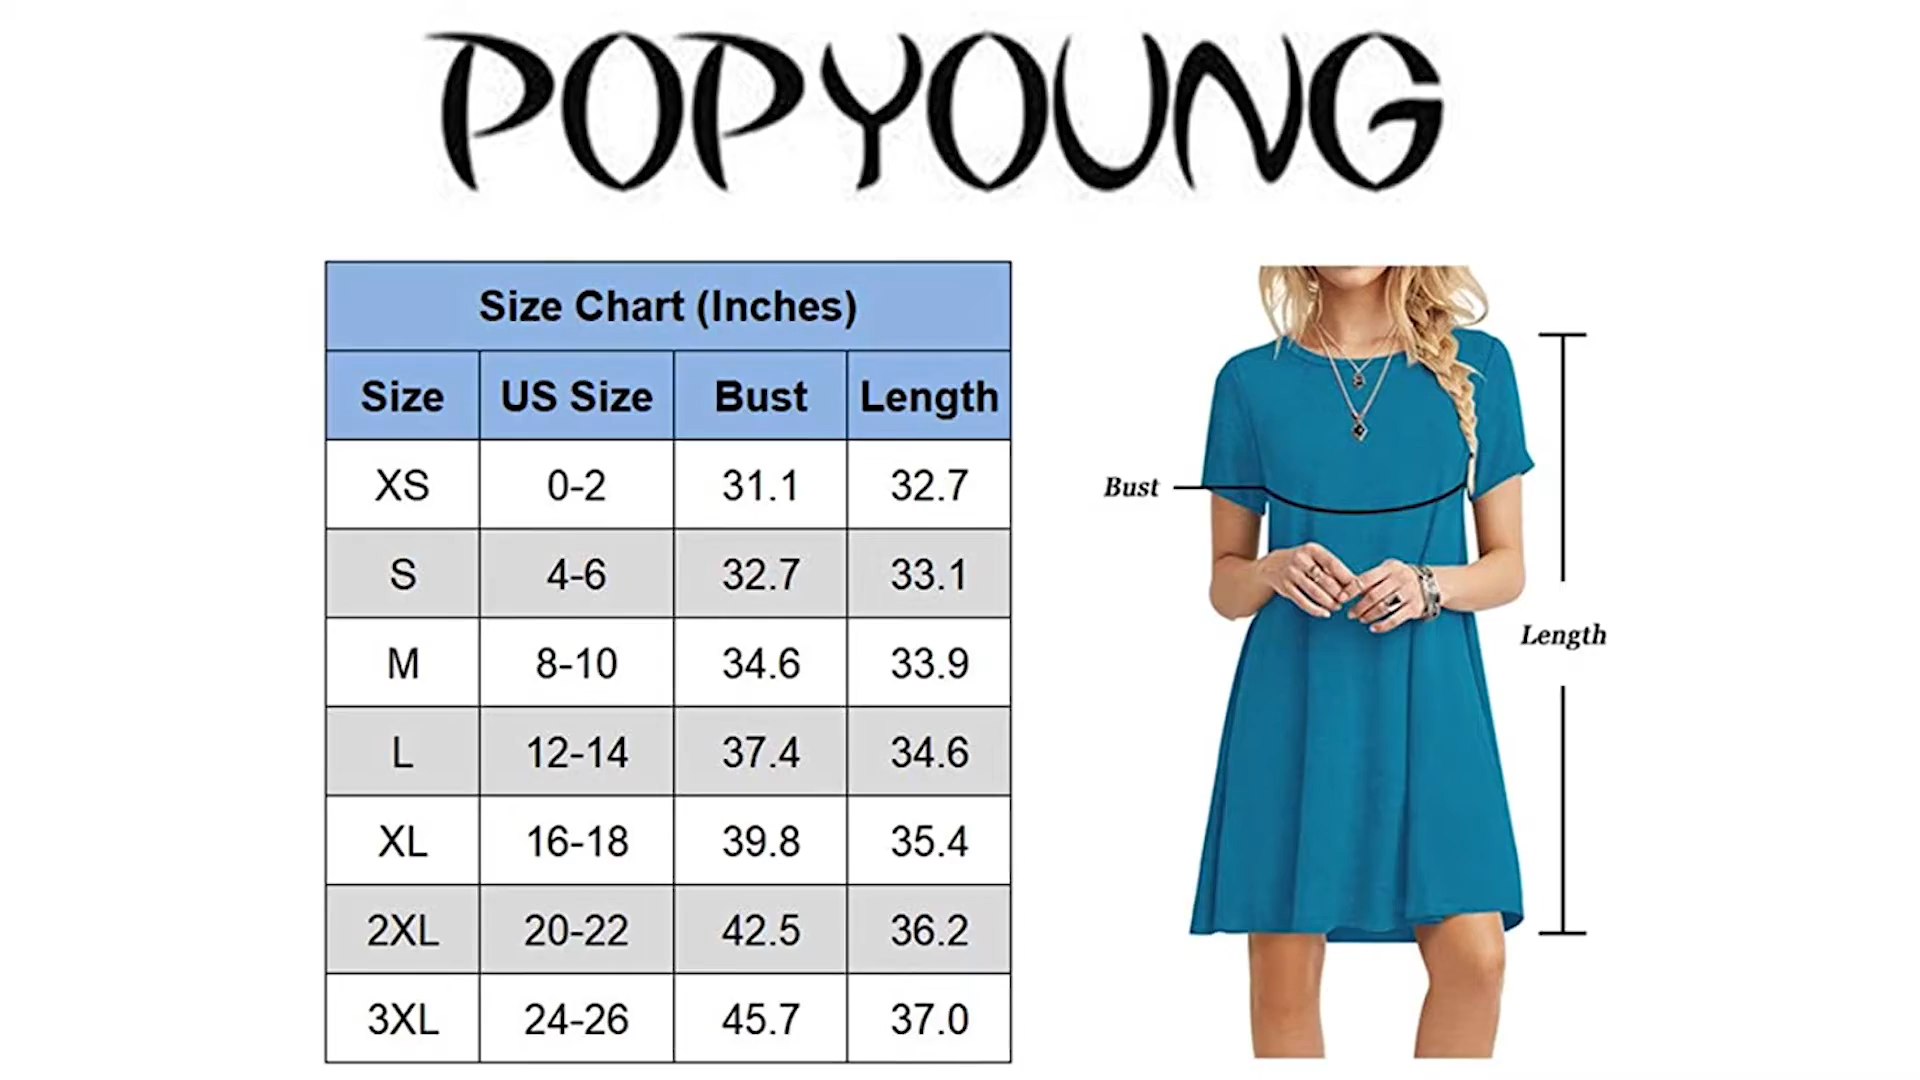 POPYOUNG
Size Chart (Inches)
Size US Size Bust Length
XS 0-2 31.1 32.7
S 4-6 32.7 33.1
M 8-10 34.6 33.9
L 12-14 37.4 34.6
XL 16-18 39.8 35.4
2XL 20-22 42.5 36.2
3XL 24-26 45.7 37.0
Bust
Length